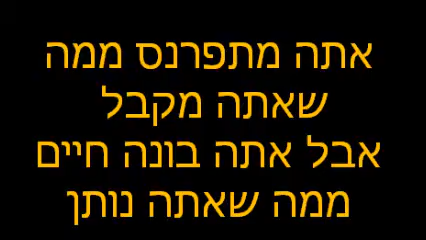 אתה מתפרנס ממה
שאתה מקבל
אבל אתה בונה חיים
ממה שאתה נותן